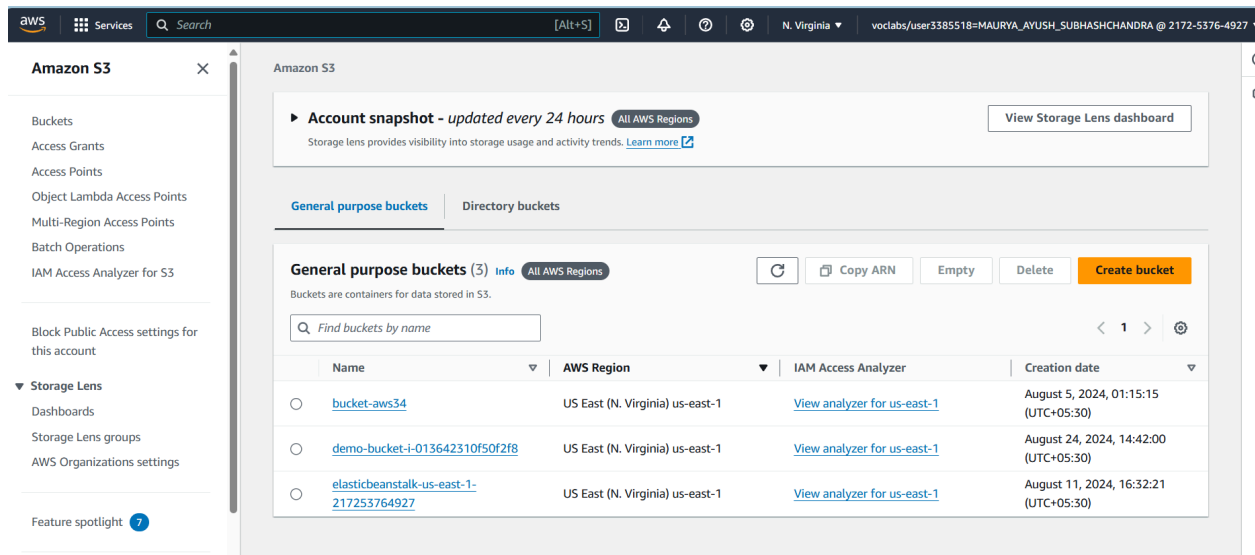 aws
Services
Search
[Alt+S]
N. Virginia
voclabs/user3385518=MAURYA_AYUSH_SUBHASHCHANDRA @ 2172-5376-4927
Amazon S3
Buckets
Access Grants
Access Points
Object Lambda Access Points
Multi-Region Access Points
Batch Operations
IAM Access Analyzer for S3
Block Public Access settings for
this account
Storage Lens
Dashboards
Storage Lens groups
AWS Organizations settings
Feature spotlight 7
Amazon S3
Account snapshot - updated every 24 hours All AWS Regions
Storage lens provides visibility into storage usage and activity trends. Learn more
View Storage Lens dashboard
General purpose buckets
Directory buckets
General purpose buckets (3) Info All AWS Regions
Buckets are containers for data stored in S3.
Copy ARN
Empty
Delete
Create bucket
Find buckets by name
1
Name AWS Region IAM Access Analyzer Creation date
bucket-aws34 US East (N. Virginia) us-east-1 View analyzer for us-east-1 August 5, 2024, 01:15:15
(UTC+05:30)
demo-bucket-i-013642310f50f2f8 US East (N. Virginia) us-east-1 View analyzer for us-east-1 August 24, 2024, 14:42:00
(UTC+05:30)
elasticbeanstalk-us-east-1-
217253764927 US East (N. Virginia) us-east-1 View analyzer for us-east-1 August 11, 2024, 16:32:21
(UTC+05:30)